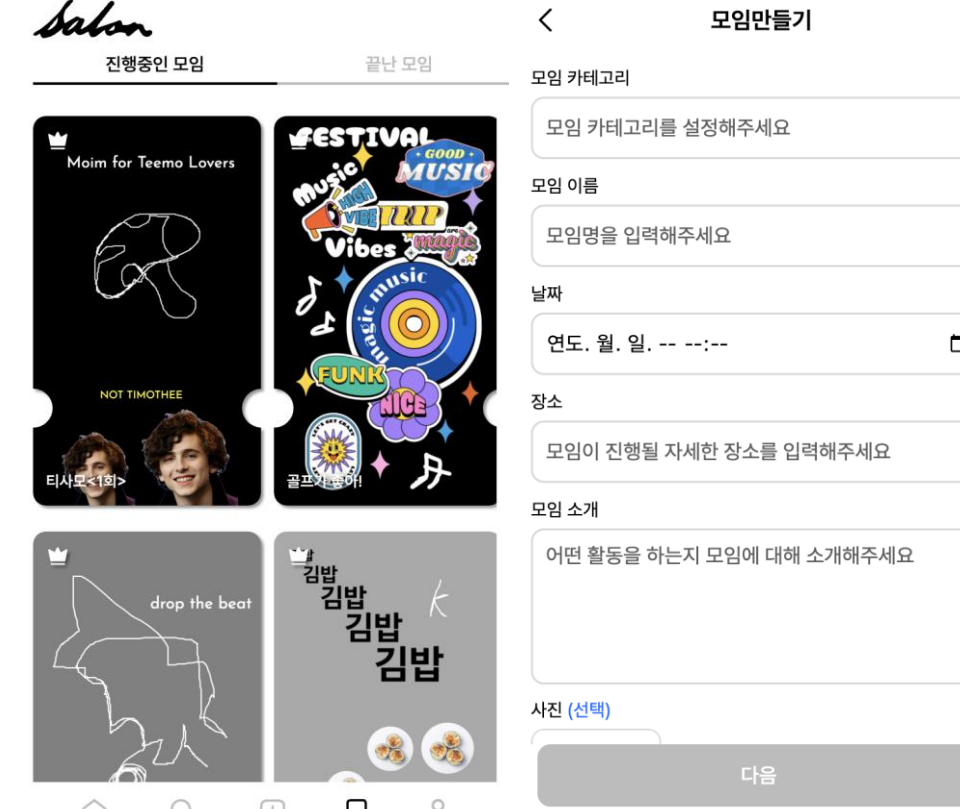 Salon
진행중인 모임
끝난 모임
Moim for Teemo Lovers
NOT TIMOTHEE
티사모<1회>
FESTIVAL
GOOD
MUSIC
Music
HIGH
VIBE
Vibes
are
magic
magic music
FUNK
NICE
LET'S GET CRAZY
골프가 좋아!
drop the beat
김밥
김밥
김밥
김밥
K
모임만들기
모임 카테고리
모임 카테고리를 설정해주세요
모임 이름
모임명을 입력해주세요
날짜
연도. 월. 일. -- --:--
장소
모임이 진행될 자세한 장소를 입력해주세요
모임 소개
어떤 활동을 하는지 모임에 대해 소개해주세요
사진 (선택)
다음